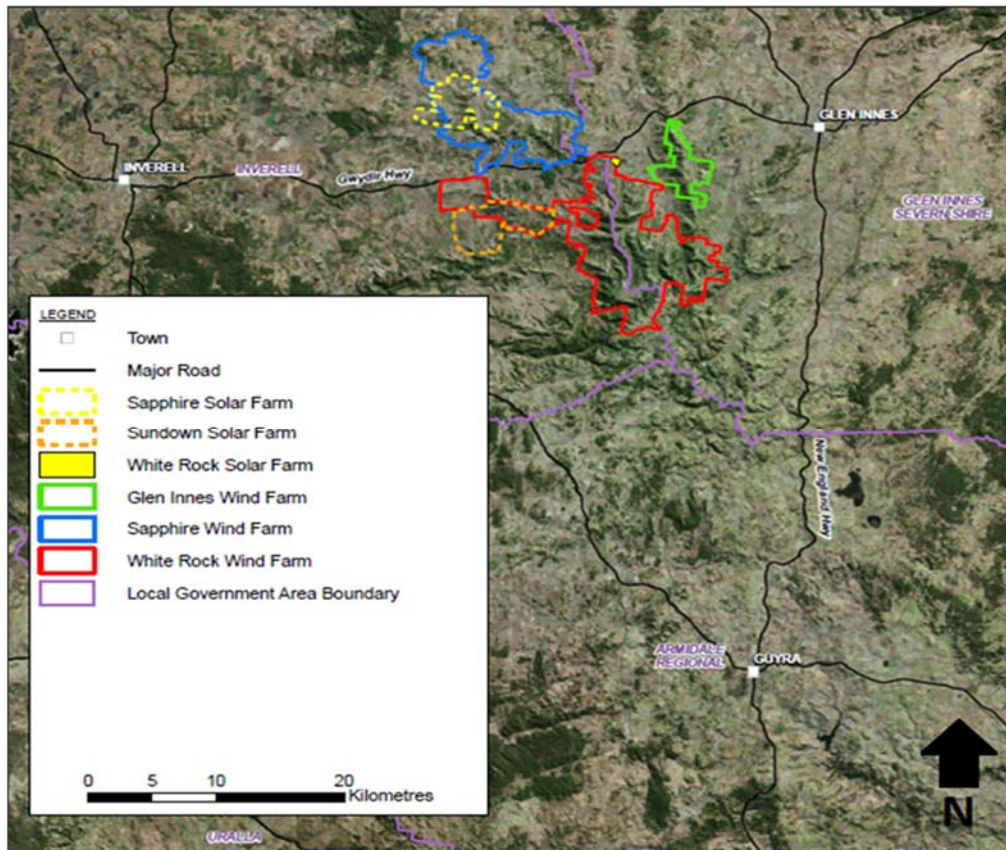 GLEN INNES
INVERELL
INVERELL
Gwydir Hwy
GLEN INNES
SEVERN SHIRE
LEGEND
Town
Major Road
Sapphire Solar Farm
Sundown Solar Farm
White Rock Solar Farm
Glen Innes Wind Farm
Sapphire Wind Farm
White Rock Wind Farm
Local Government Area Boundary
New England Hwy
ARMIDALE
REGIONAL
GUYRA
0 5 10 20
Kilometres
N
URALLA